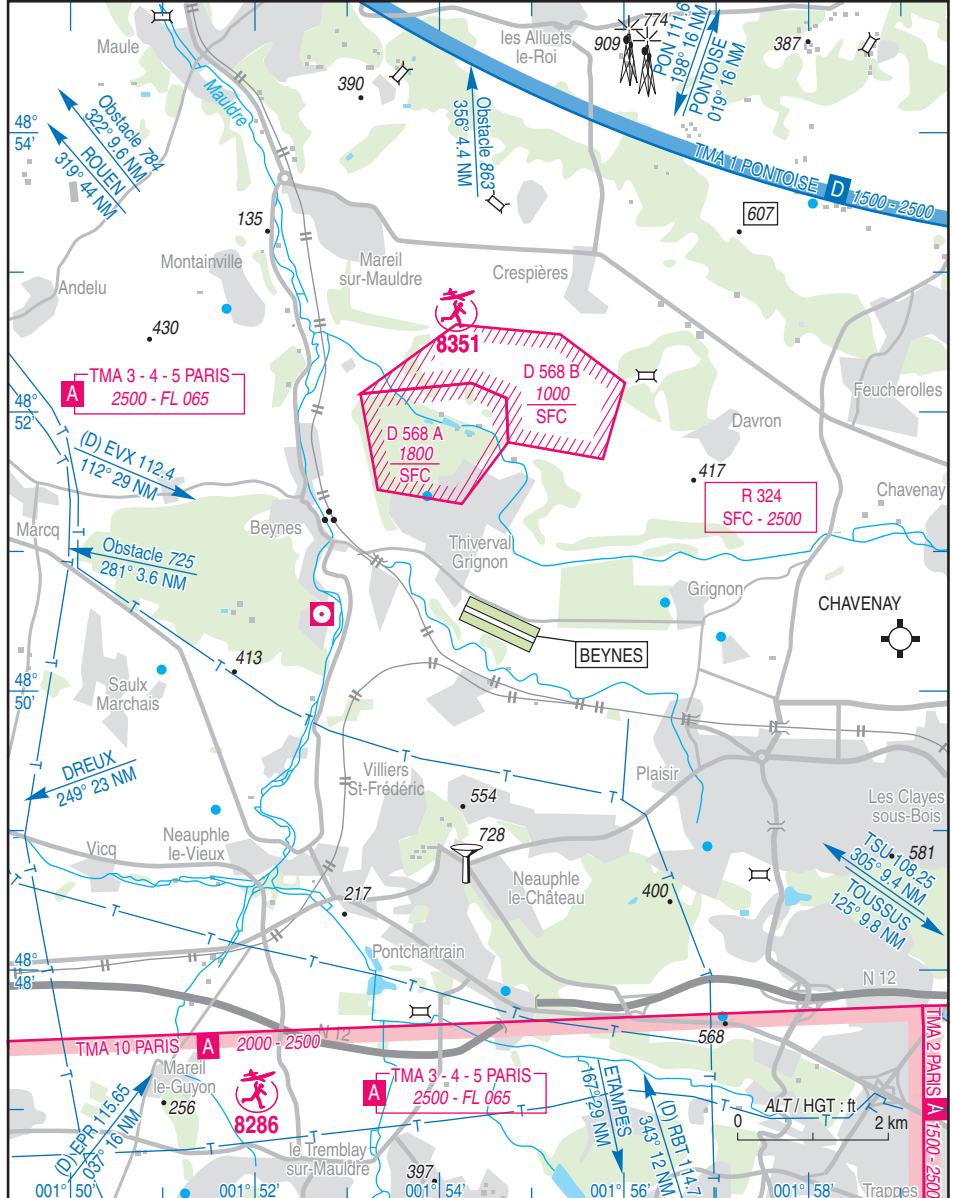 Maule
les Alluets
le-Roi
909
774
387
PON 111.6
198° 16 NM
PONTOISE
019° 16 NM
390
Mauldre
Obstacle 784
322° 9.6 NM
ROUEN
319° 44 NM
Obstacle 863
356° 4.4 NM
48°
54'
TMA 1 PONTOISE D 1500 - 2500
607
135
Montainville
Mareil
sur-Mauldre
Crespières
Andelu
430
8351
A TMA 3 - 4 - 5 PARIS
2500 - FL 065
D 568 B
1000
SFC
Feucherolles
48°
52'
D 568 A
1800
SFC
Davron
(D) EVX 112.4
112° 29 NM
417
R 324
SFC - 2500
Chavenay
Marcq
Beynes
Obstacle 725
281° 3.6 NM
Thiverval
Grignon
Grignon
CHAVENAY
BEYNES
413
48°
50'
Saulx
Marchais
DREUX
249° 23 NM
Villiers
St-Frédéric
Plaisir
554
Les Clayes
sous-Bois
Neauphle
le-Vieux
Vicq
728
TSU 108.25
305° 9.4 NM
TOUSSUS
125° 9.8 NM
581
Neauphle
le-Château
400
217
Pontchartrain
48°
48'
N 12
N 12
568
TMA 10 PARIS A 2000 - 2500
TMA 2 PARIS A 1500 - 2500
Mareil
le-Guyon
256
8286
A TMA 3 - 4 - 5 PARIS
2500 - FL 065
(D) EPR 115.65
037° 16 NM
ETAMPES
167° 29 NM
(D) RBT 114.7
343° 12 NM
ALT / HGT : ft
0 2 km
le Tremblay
sur-Mauldre
397
Trappes
001° 50' 001° 52' 001° 54' 001° 56' 001° 58'